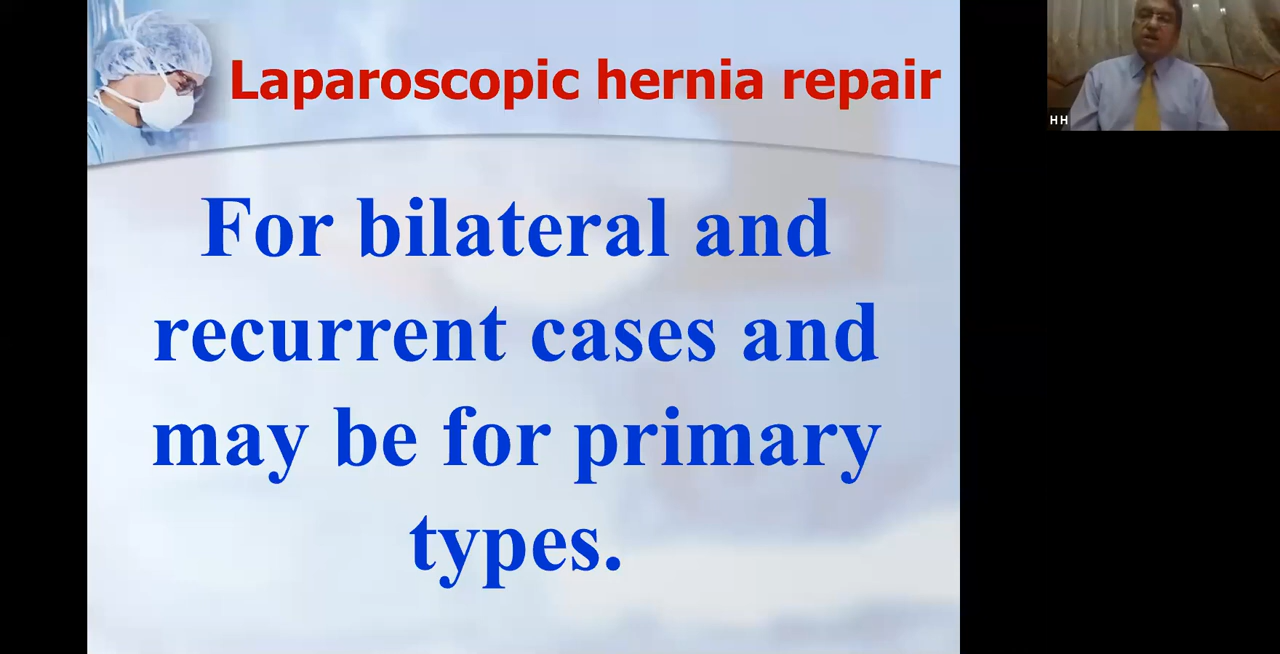 Laparoscopic hernia repair
HH
For bilateral and
recurrent cases and
may be for primary
types.